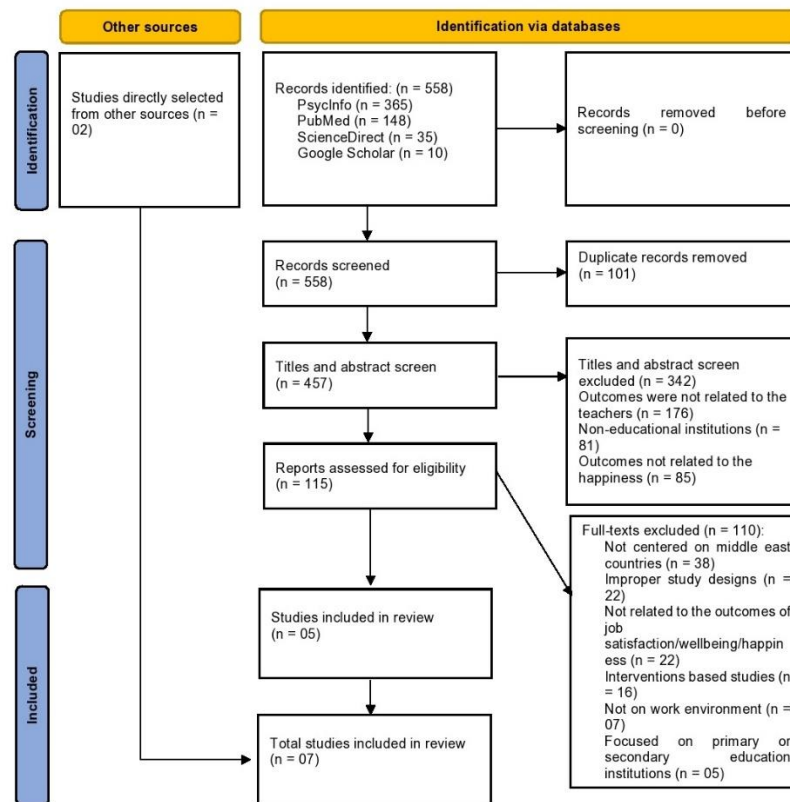 Other sources
Identification via databases
Identification
Studies directly selected
from other sources (n =
02)
Records identified: (n = 558)
PsycInfo = 365)
PubMed = 148)
ScienceDirect = 35)
Google Scholar (n = 10)
Records removed before
screening (n = 0)
Screening
Records screened
(n = 558)
Duplicate records removed
(n = 101)
Titles and abstract screen
(n = 457)
Titles and abstract screen
excluded (n = 342)
Outcomes were not related to the
teachers (n = 176)
Non-educational institutions (n =
81)
Outcomes not related to the
happiness (n = 85)
Reports assessed for eligibility
(n = 115)
Full-texts excluded (n = 110):
Not centered on middle east
countries (n = 38)
Improper study designs (n =
22)
Not related to the outcomes of
job
satisfaction/wellbeing/happin
ess (n = 22)
Interventions based studies (n
= 16)
Not on work environment (n =
07)
Focused on primary or
secondary education
institutions (n = 05)
Included
Studies included in review
(n = 05)
Total studies included in review
(n = 07)